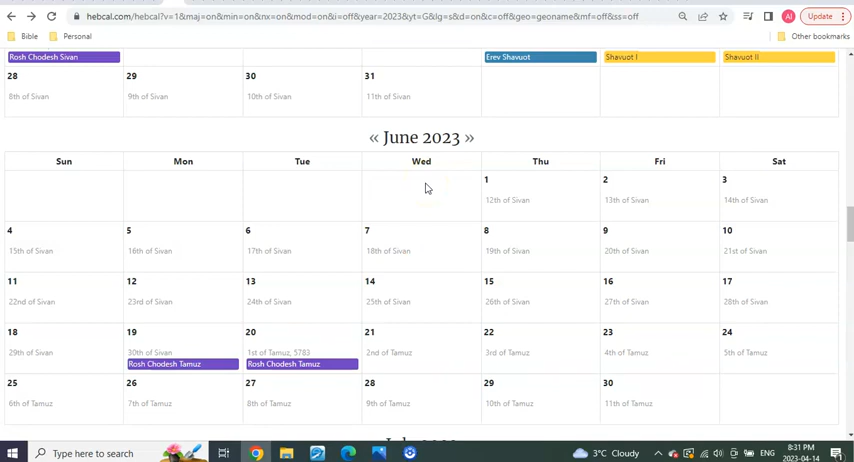 hebcal.com/hebcal?v=1&maj=on&min=on&nx=on&mod=on&i=off&year=2023&yt=G&lg=s&d=on&c=off&geo=geoname&mf=off&ss=off
AI
Update
Bible
Personal
Other bookmarks
Rosh Chodesh Sivan
Erev Shavuot
Shavuot I
Shavuot II
28 29 30 31
8th of Sivan 9th of Sivan 10th of Sivan 11th of Sivan
« June 2023 »
Sun Mon Tue Wed Thu Fri Sat
1 2 3
12th of Sivan 13th of Sivan 14th of Sivan
4 5 6 7 8 9 10
15th of Sivan 16th of Sivan 17th of Sivan 18th of Sivan 19th of Sivan 20th of Sivan 21st of Sivan
11 12 13 14 15 16 17
22nd of Sivan 23rd of Sivan 24th of Sivan 25th of Sivan 26th of Sivan 27th of Sivan 28th of Sivan
18 19 20 21 22 23 24
29th of Sivan 30th of Sivan 1st of Tamuz, 5783 2nd of Tamuz 3rd of Tamuz 4th of Tamuz 5th of Tamuz
Rosh Chodesh Tamuz Rosh Chodesh Tamuz
25 26 27 28 29 30
6th of Tamuz 7th of Tamuz 8th of Tamuz 9th of Tamuz 10th of Tamuz 11th of Tamuz
Type here to search
3°C Cloudy
ENG
8:31 PM
2023-04-14